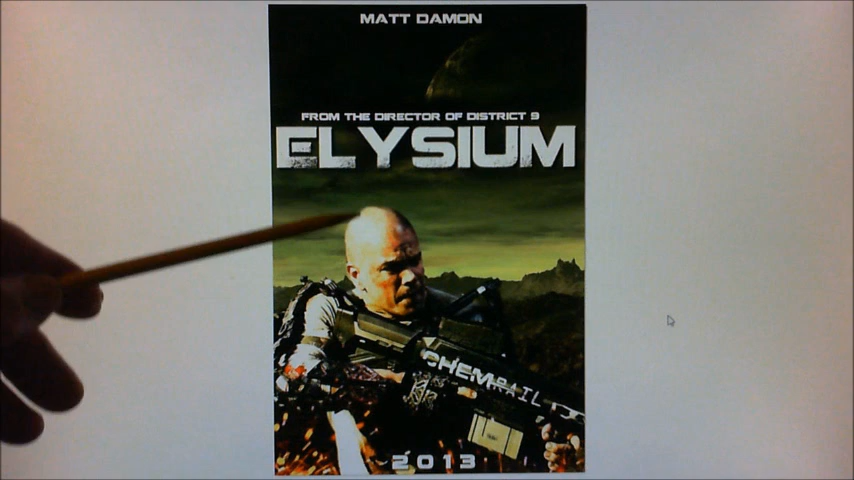 MATT DAMON
FROM THE DIRECTOR OF DISTRICT 9
ELYSIUM
CHEMRAIL
2013